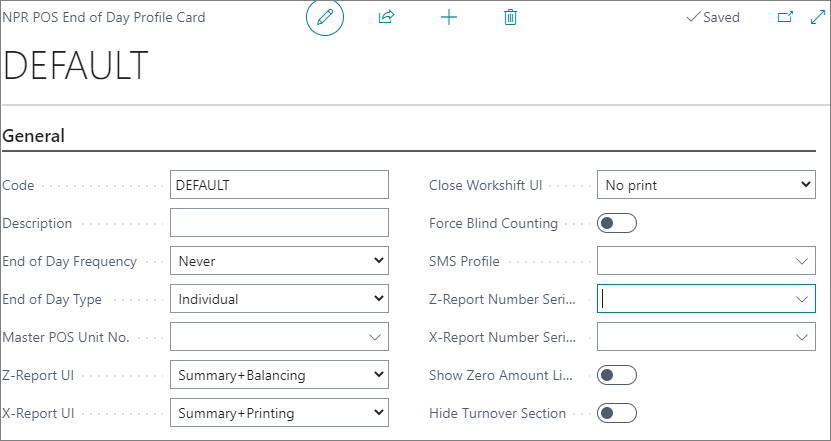 NPR POS End of Day Profile Card
Saved
DEFAULT
General
Code DEFAULT
Description
End of Day Frequency Never
End of Day Type Individual
Master POS Unit No.
Z-Report UI Summary+Balancing
X-Report UI Summary+Printing
Close Workshift UI No print
Force Blind Counting
SMS Profile
Z-Report Number Seri...
X-Report Number Seri...
Show Zero Amount Li...
Hide Turnover Section